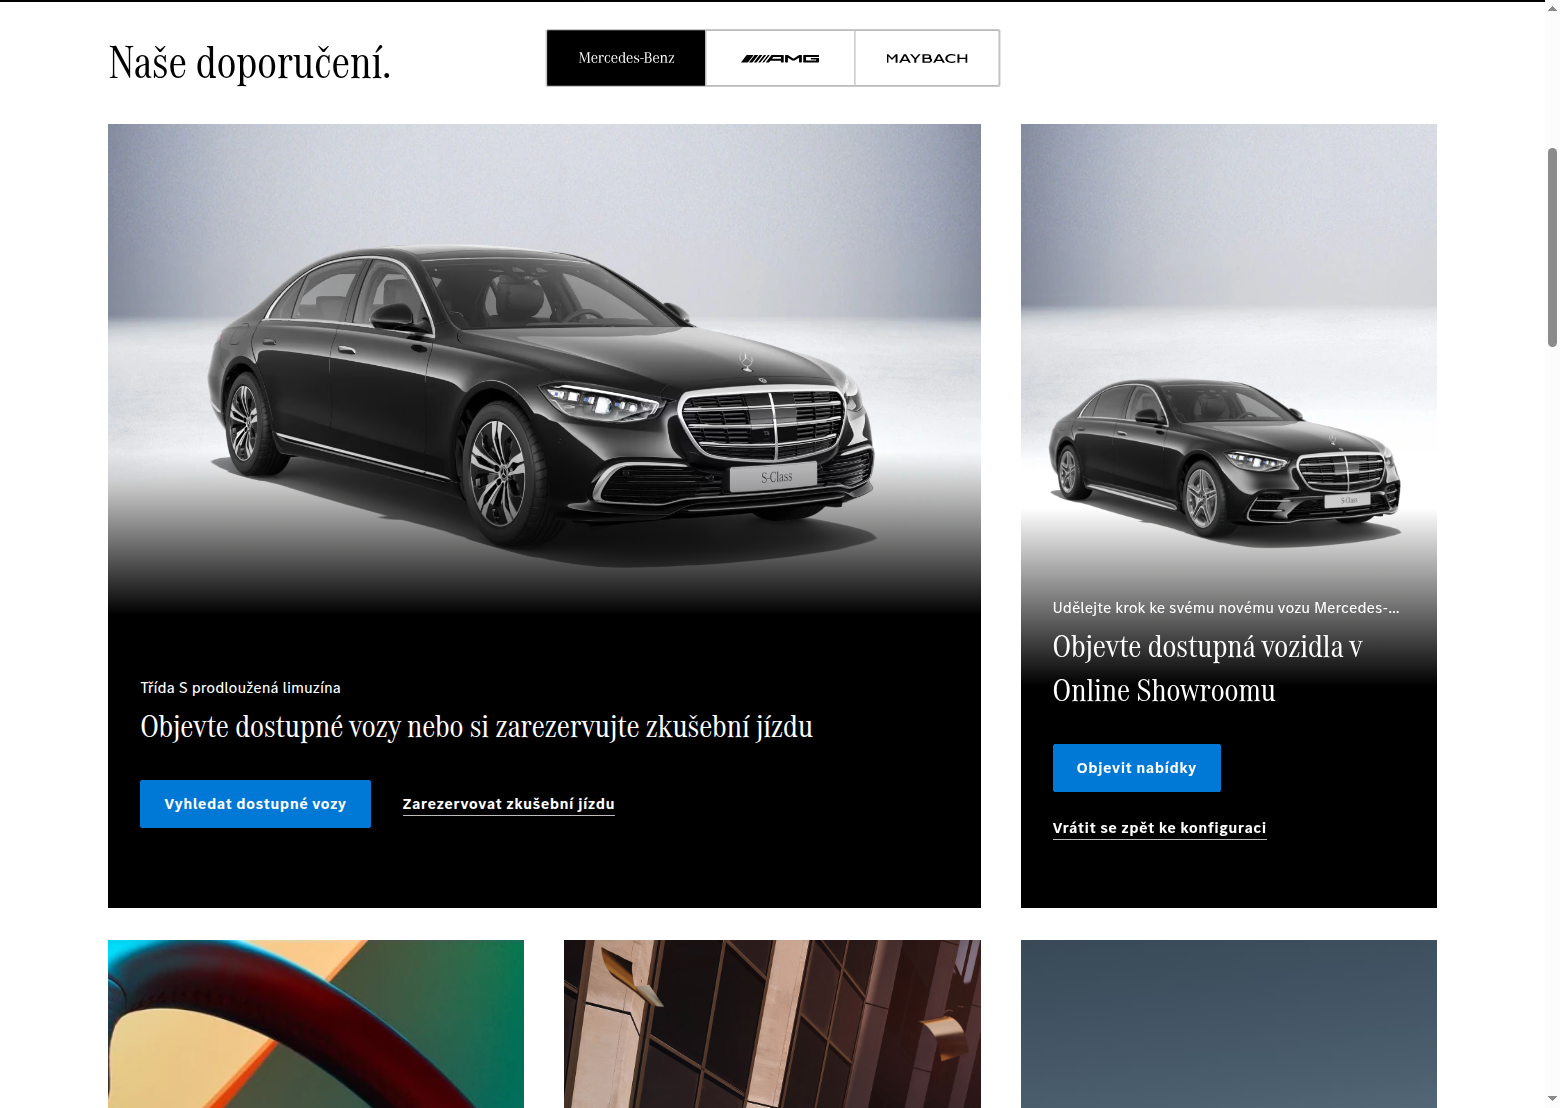 Naše doporučení.
Mercedes-Benz
AMG
MAYBACH
S-Class
S-Class
Třída S prodloužená limuzína
Objevte dostupné vozy nebo si zarezervujte zkušební jízdu
Vyhledat dostupné vozy
Zarezervovat zkušební jízdu
Udělejte krok ke svému novému vozu Mercedes-...
Objevte dostupná vozidla v
Online Showroomu
Objevit nabídky
Vrátit se zpět ke konfiguraci